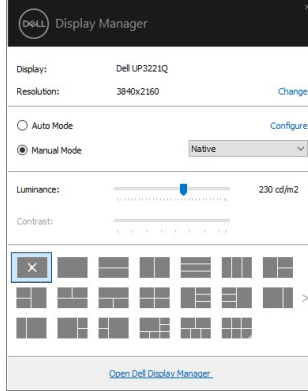 DELL Display Manager
Display: Dell UP3221Q
Resolution: 3840x2160 Change
Auto Mode Configure
Manual Mode Native
Luminance: 230 cd/m2
Contrast:
Open Dell Display Manager